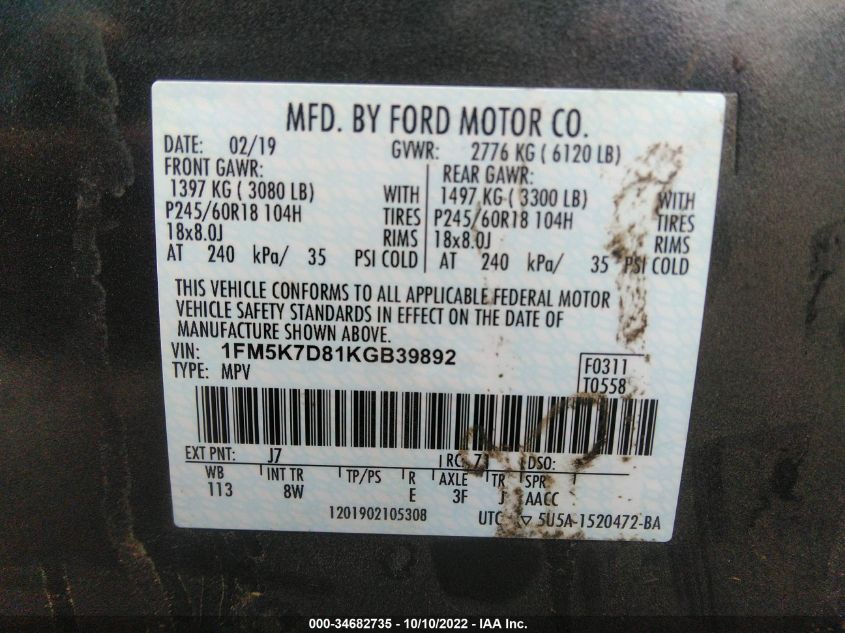 MFD. BY FORD MOTOR CO.
DATE: 02/19 GVWR: 2776 KG ( 6120 LB)
FRONT GAWR: REAR GAWR:
1397 KG ( 3080 LB) WITH 1497 KG ( 3300 LB) WITH
P245/60R18 104H TIRES P245/60R18 104H TIRES
18x8.0J RIMS 18x8.0J RIMS
AT 240 kPa/ 35 PSI COLD AT 240 kPa/ 35 PSI COLD
THIS VEHICLE CONFORMS TO ALL APPLICABLE FEDERAL MOTOR
VEHICLE SAFETY STANDARDS IN EFFECT ON THE DATE OF
MANUFACTURE SHOWN ABOVE.
VIN: 1FM5K7D81KGB39892 F0311
TYPE: MPV T0558
EXT PNT: J7 RC: 7 DSO:
WB INT TR TP/PS R AXLE TR SPR
113 8W E 3F J AACC
1201902105308 UTC ▽ 5U5A-1520472-BA
000-34682735 - 10/10/2022 - IAA Inc.